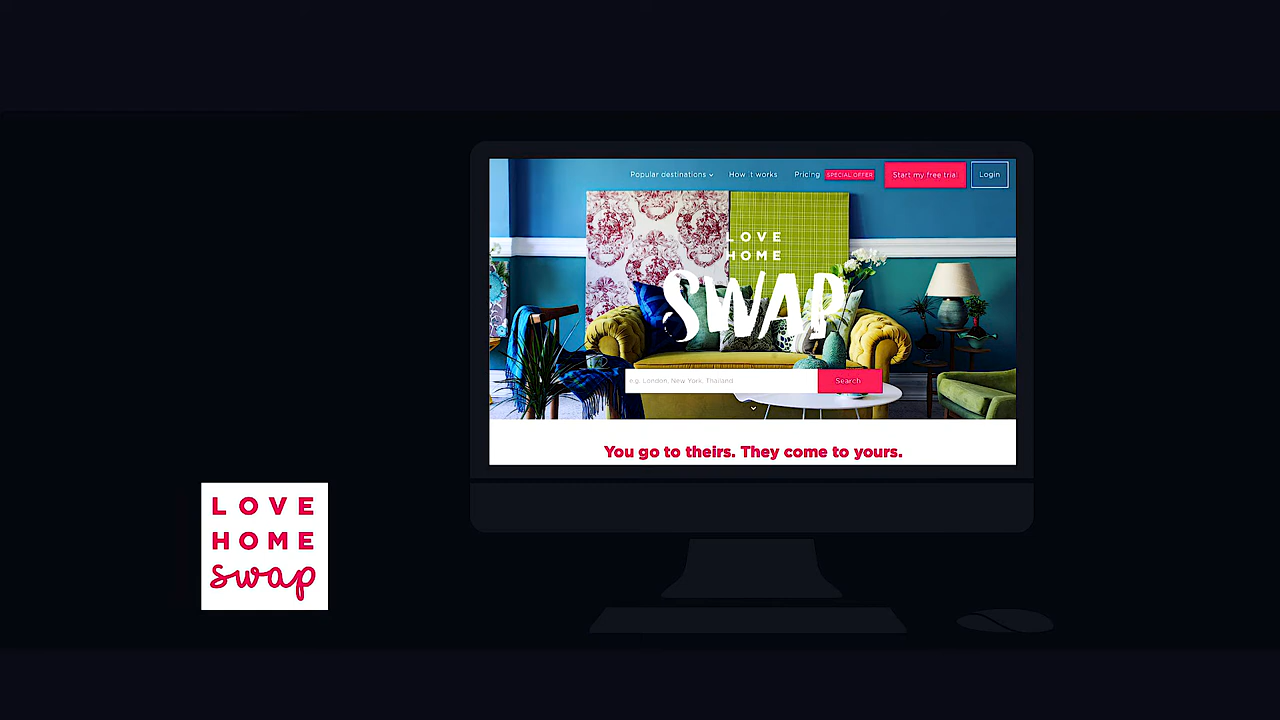 Popular destinations
How it works
Pricing
SPECIAL OFFER
Start my free trial
Login
LOVE
HOME
SWAP
e.g. London, New York, Thailand
Search
You go to theirs. They come to yours.
LOVE
HOME
swap